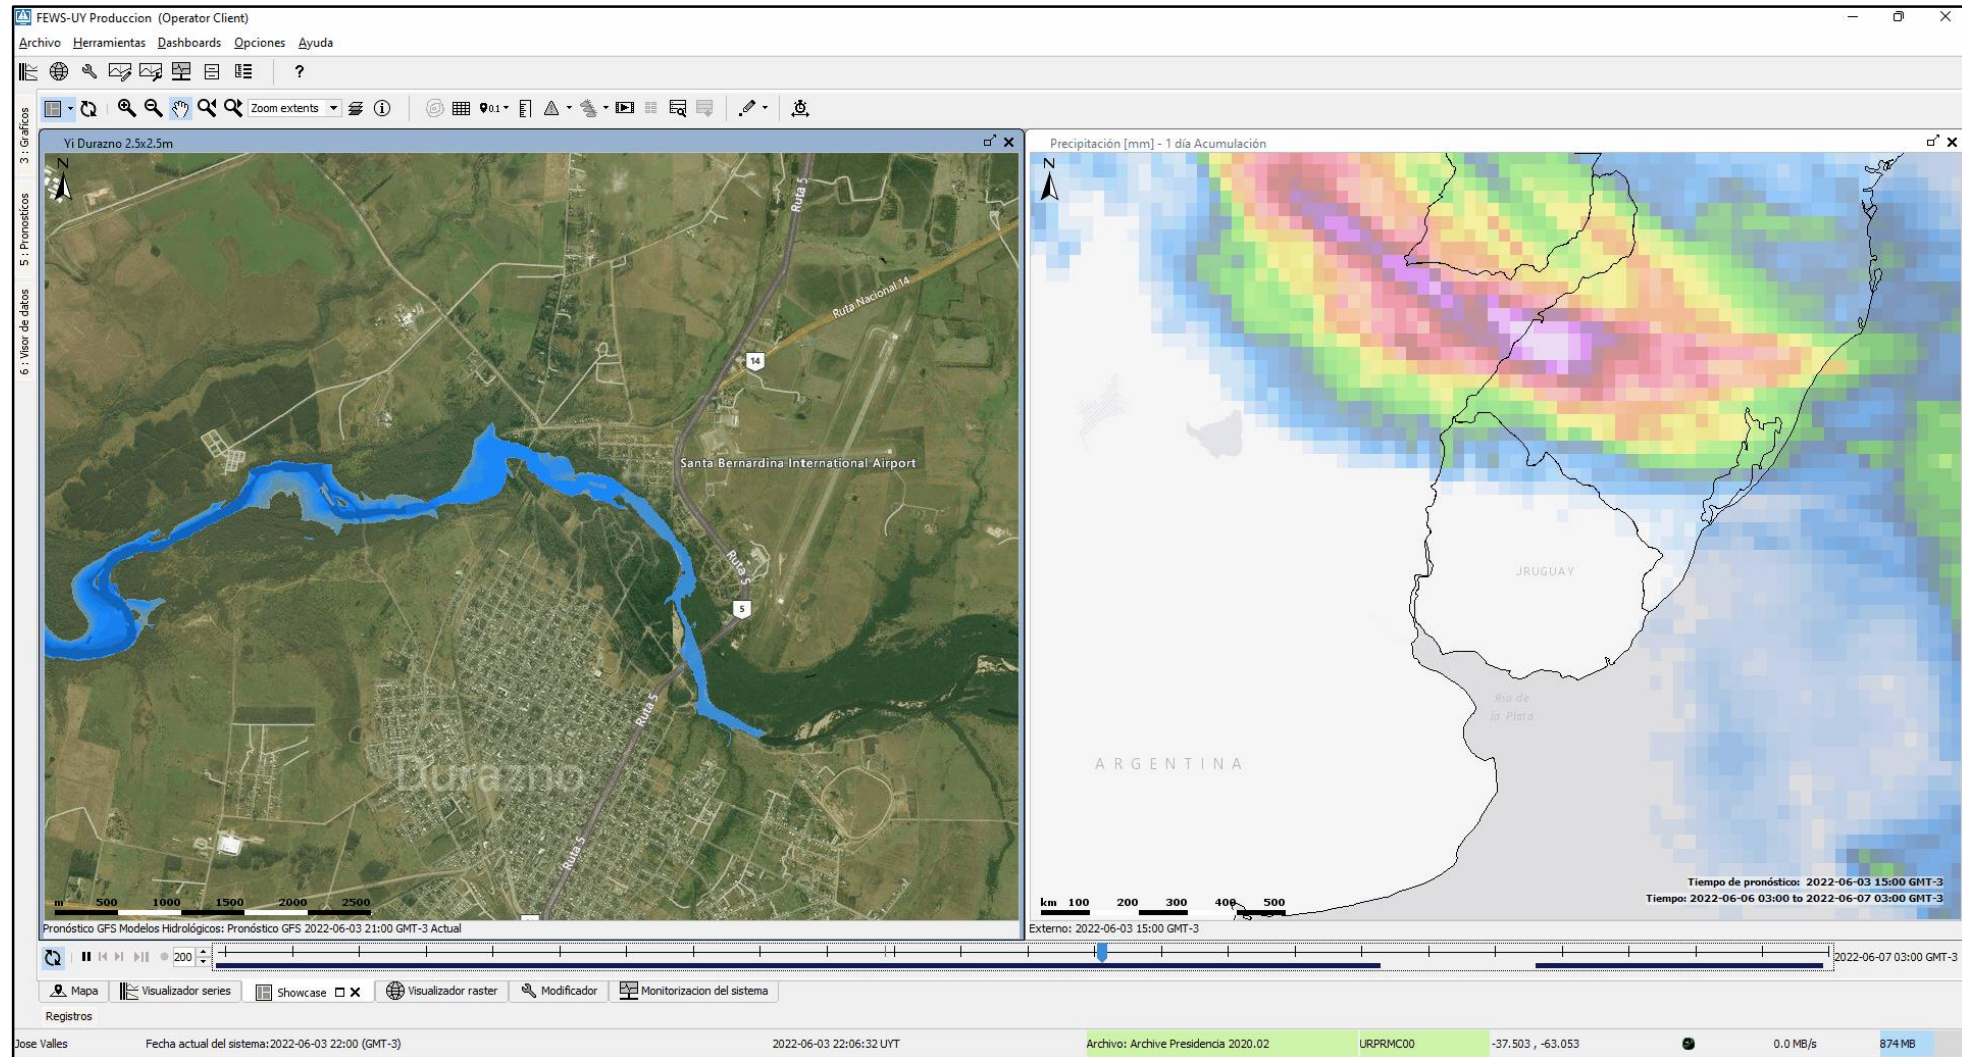 FEWS-UY Produccion (Operator Client)
Archivo Herramientas Dashboards Opciones Ayuda
?
Zoom extents
0.1
3 : Graficos
5 : Pronosticos
6 : Visor de datos
Yi Durazno 2.5x2.5m
N
Ruta 5
Ruta Nacional 14
14
Santa Bernardina International Airport
Ruta 5
5
Ruta 5
Durazno
Ruta 5
m 500 1000 1500 2000 2500
Pronóstico GFS Modelos Hidrológicos: Pronóstico GFS 2022-06-03 21:00 GMT-3 Actual
Precipitación [mm] - 1 día Acumulación
N
JRUGUAY
Rio de
la Plata
ARGENTINA
Tiempo de pronóstico: 2022-06-03 15:00 GMT-3
Tiempo: 2022-06-06 03:00 to 2022-06-07 03:00 GMT-3
km 100 200 300 400 500
Externo: 2022-06-03 15:00 GMT-3
200
2022-06-07 03:00 GMT-3
Mapa Visualizador series Showcase Visualizador raster Modificador Monitorizacion del sistema
Registros
Jose Valles Fecha actual del sistema:2022-06-03 22:00 (GMT-3) 2022-06-03 22:06:32 UYT Archivo: Archive Presidencia 2020.02 URPRMC00 -37.503 , -63.053 0.0 MB/s 874 MB